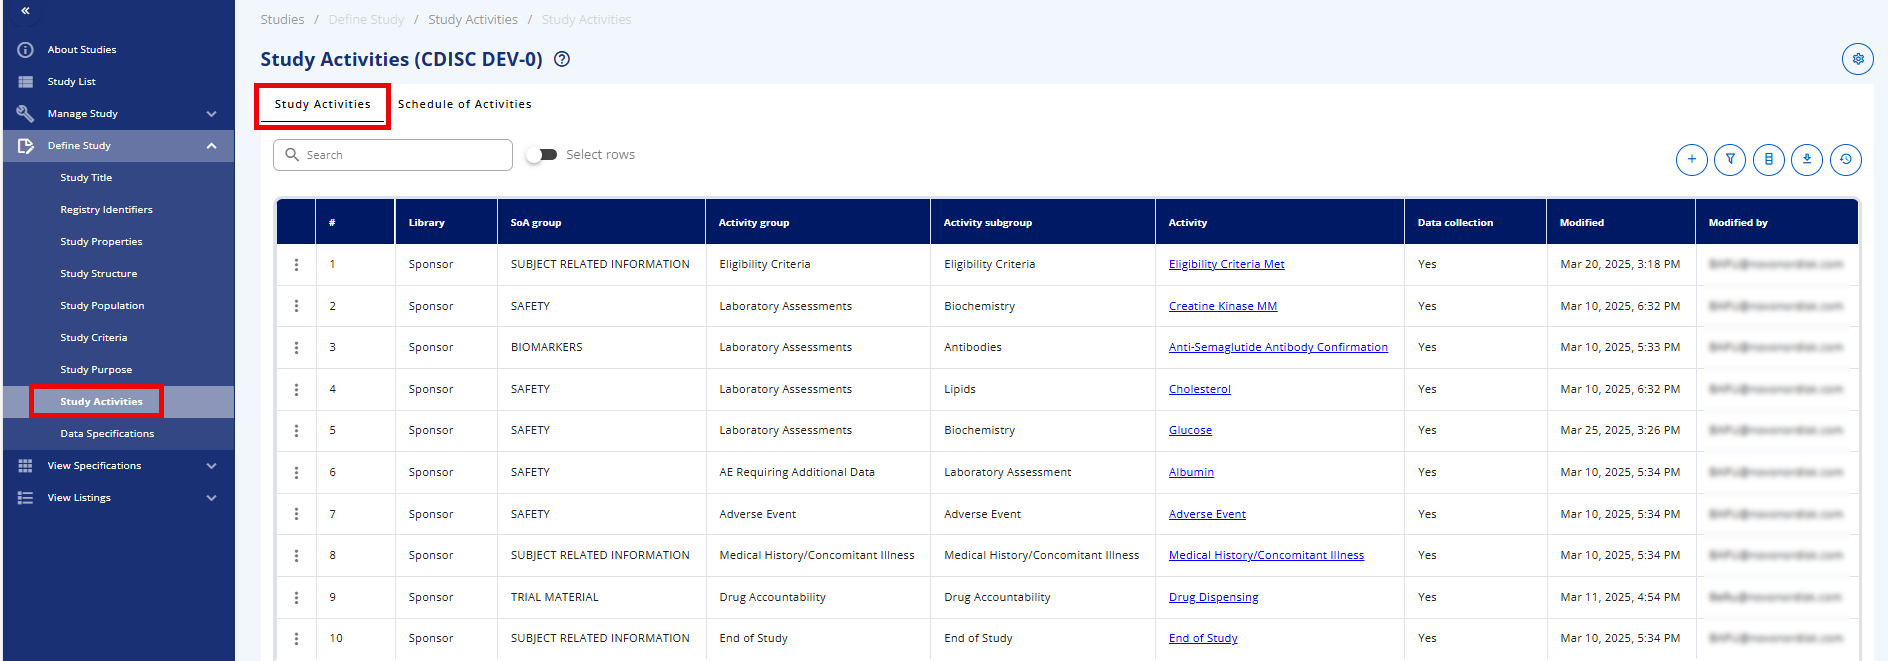 «
About Studies
Study List
Manage Study
Define Study
Study Title
Registry Identifiers
Study Properties
Study Structure
Study Population
Study Criteria
Study Purpose
Study Activities
Data Specifications
View Specifications
View Listings
Studies / Define Study / Study Activities / Study Activities
Study Activities (CDISC DEV-0) ?
Study Activities Schedule of Activities
Search Select rows
# Library SoA group Activity group Activity subgroup Activity Data collection Modified Modified by
1 Sponsor SUBJECT RELATED INFORMATION Eligibility Criteria Eligibility Criteria Eligibility Criteria Met Yes Mar 20, 2025, 3:18 PM
2 Sponsor SAFETY Laboratory Assessments Biochemistry Creatine Kinase MM Yes Mar 10, 2025, 6:32 PM
3 Sponsor BIOMARKERS Laboratory Assessments Antibodies Anti-Semaglutide Antibody Confirmation Yes Mar 10, 2025, 5:33 PM
4 Sponsor SAFETY Laboratory Assessments Lipids Cholesterol Yes Mar 10, 2025, 6:32 PM
5 Sponsor SAFETY Laboratory Assessments Biochemistry Glucose Yes Mar 25, 2025, 3:26 PM
6 Sponsor SAFETY AE Requiring Additional Data Laboratory Assessment Albumin Yes Mar 10, 2025, 5:34 PM
7 Sponsor SAFETY Adverse Event Adverse Event Adverse Event Yes Mar 10, 2025, 5:34 PM
8 Sponsor SUBJECT RELATED INFORMATION Medical History/Concomitant Illness Medical History/Concomitant Illness Medical History/Concomitant Illness Yes Mar 10, 2025, 5:34 PM
9 Sponsor TRIAL MATERIAL Drug Accountability Drug Accountability Drug Dispensing Yes Mar 11, 2025, 4:54 PM
10 Sponsor SUBJECT RELATED INFORMATION End of Study End of Study End of Study Yes Mar 10, 2025, 5:34 PM